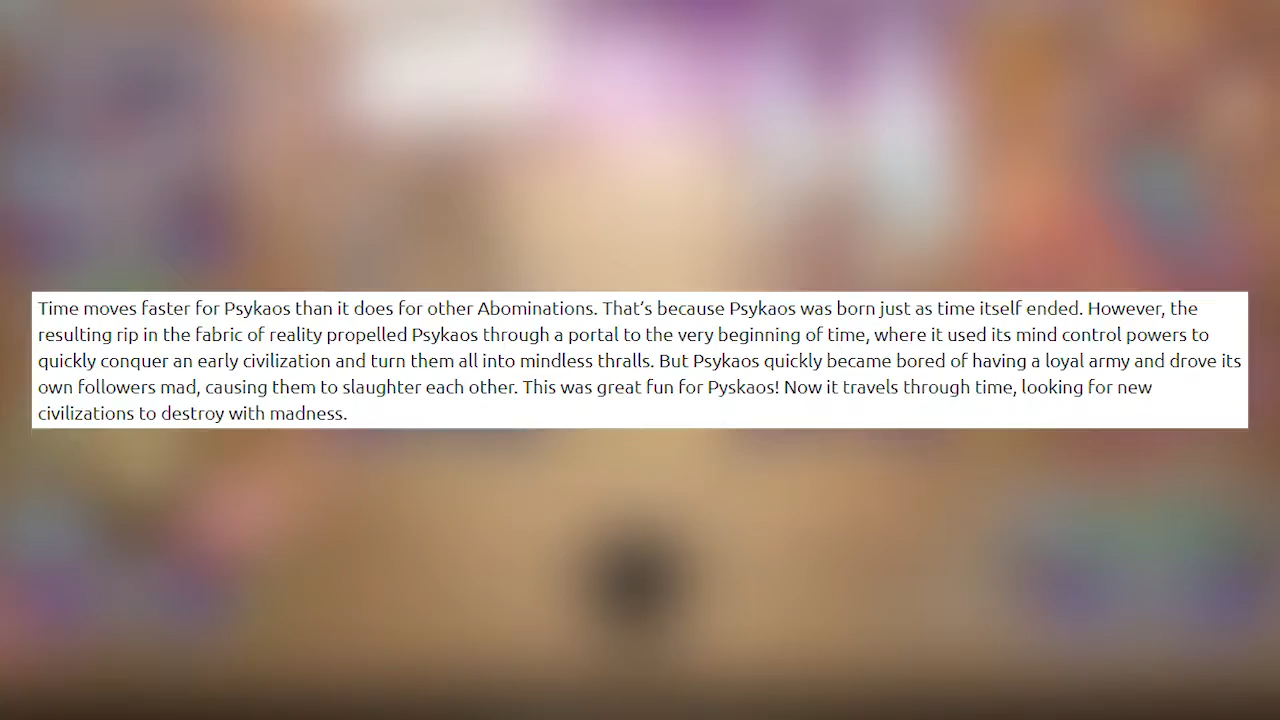 Time moves faster for Psykaos than it does for other Abominations. That’s because Psykaos was born just as time itself ended. However, the
resulting rip in the fabric of reality propelled Psykaos through a portal to the very beginning of time, where it used its mind control powers to
quickly conquer an early civilization and turn them all into mindless thralls. But Psykaos quickly became bored of having a loyal army and drove its
own followers mad, causing them to slaughter each other. This was great fun for Pyskaos! Now it travels through time, looking for new
civilizations to destroy with madness.